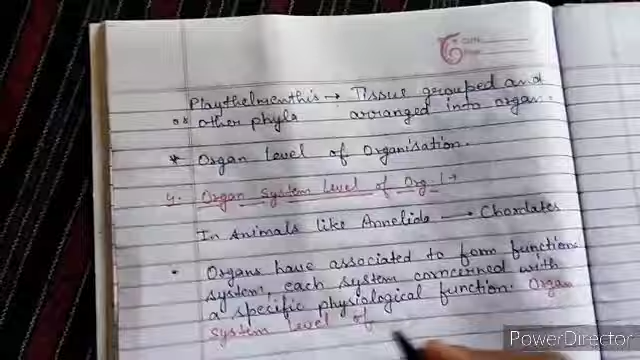 Playthelmenthis → Tissue grouped and
other phyla arranged into organ.
* Organ level of Organisation.
4. Organ system level of Org.! →
In Animals like Annelida → Chordates
• Organs have associated to form functions
system, each system concerned with
a specific physiological function. Organ
system level of
PowerDirector